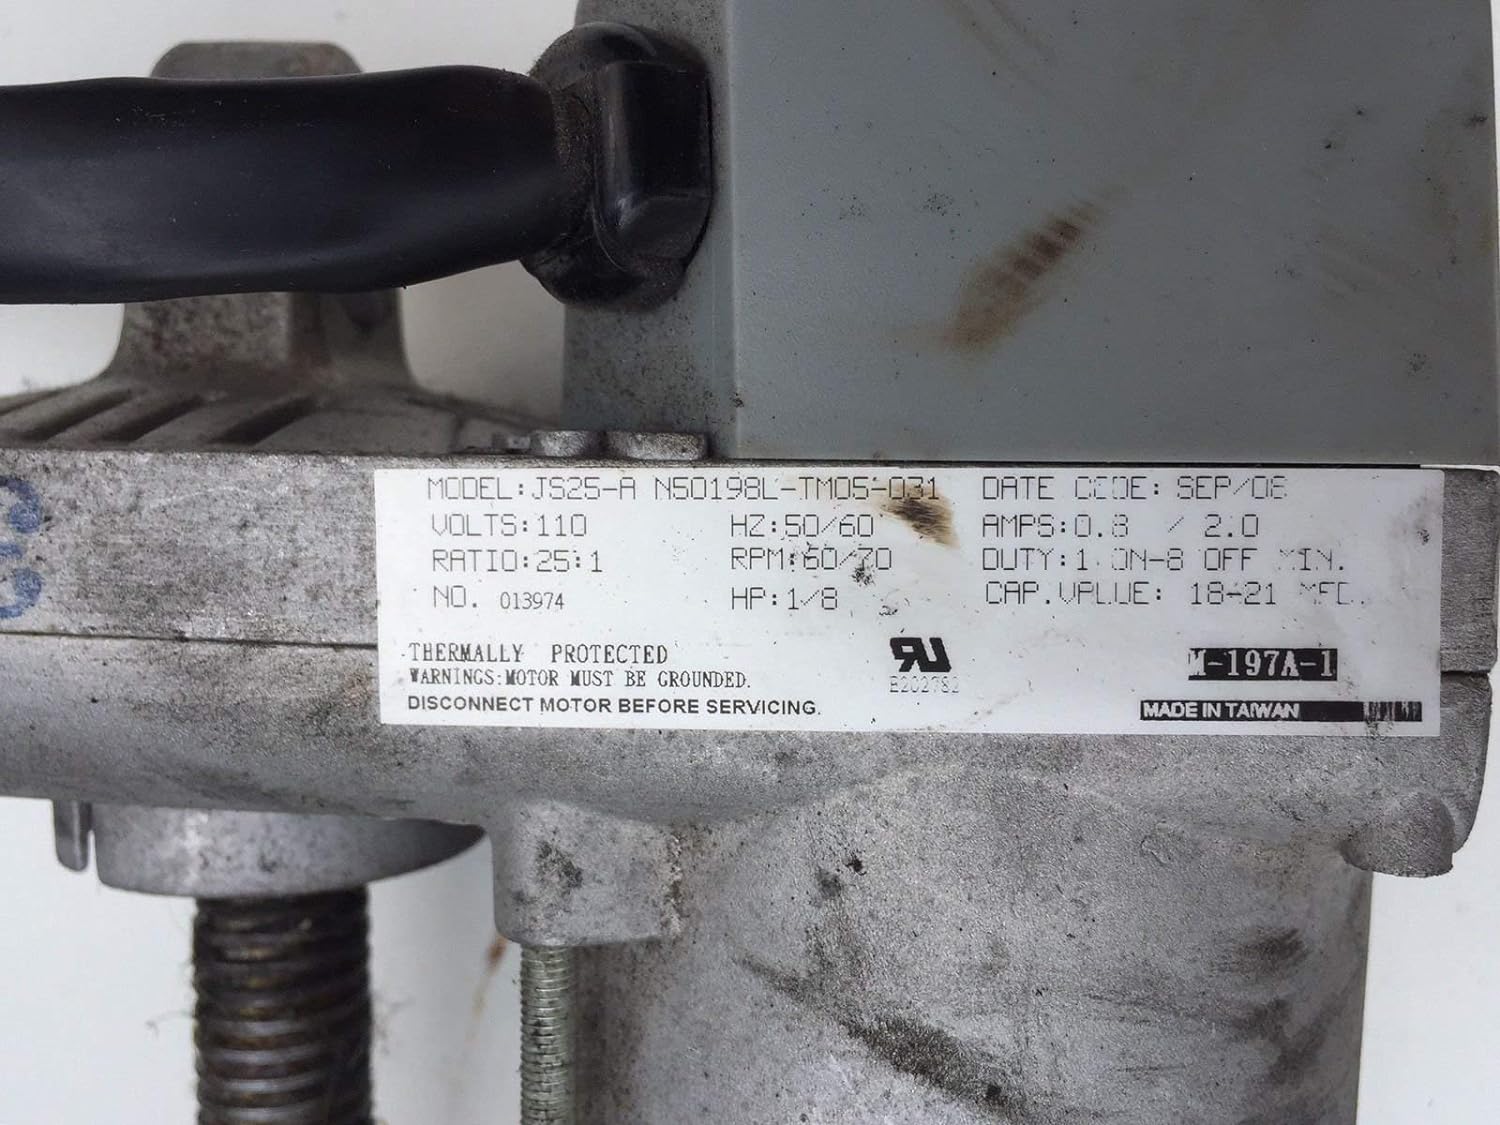 MODEL:JS25-A N50198L-TM05-031 DATE CODE: SEP/08
VOLTS:110 HZ:50/60 AMPS:0.8 / 2.0
RATIO:25:1 RPM:60/70 DUTY:1 ON-8 OFF MIN.
NO. 013974 HP:1/8 CAP.VALUE: 18-21 MFD.
THERMALLY PROTECTED
WARNINGS:MOTOR MUST BE GROUNDED.
DISCONNECT MOTOR BEFORE SERVICING.
RU
E202782
M-197A-1
MADE IN TAIWAN